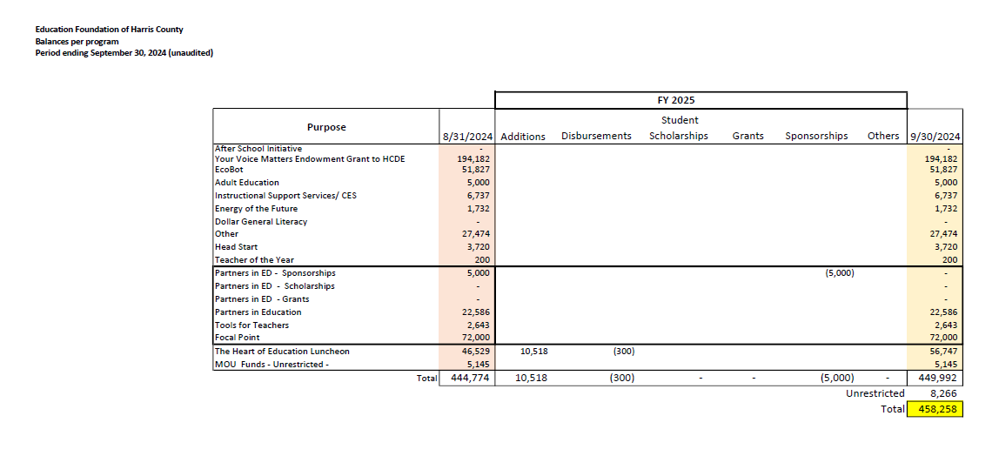 Education Foundation of Harris County
Balances per program
Period ending September 30, 2024 (unaudited)
FY 2025
Purpose 8/31/2024 Additions Disbursements Student Scholarships Grants Sponsorships Others 9/30/2024
After School Initiative - -
Your Voice Matters Endowment Grant to HCDE 194,182 194,182
EcoBot 51,827 51,827
Adult Education 5,000 5,000
Instructional Support Services/ CES 6,737 6,737
Energy of the Future 1,732 1,732
Dollar General Literacy - -
Other 27,474 27,474
Head Start 3,720 3,720
Teacher of the Year 200 200
Partners in ED - Sponsorships 5,000 (5,000) -
Partners in ED - Scholarships - -
Partners in ED - Grants - -
Partners in Education 22,586 22,586
Tools for Teachers 2,643 2,643
Focal Point 72,000 72,000
The Heart of Education Luncheon 46,529 10,518 (300) 56,747
MOU Funds - Unrestricted - 5,145 5,145
Total 444,774 10,518 (300) - - (5,000) - 449,992
Unrestricted 8,266
Total 458,258